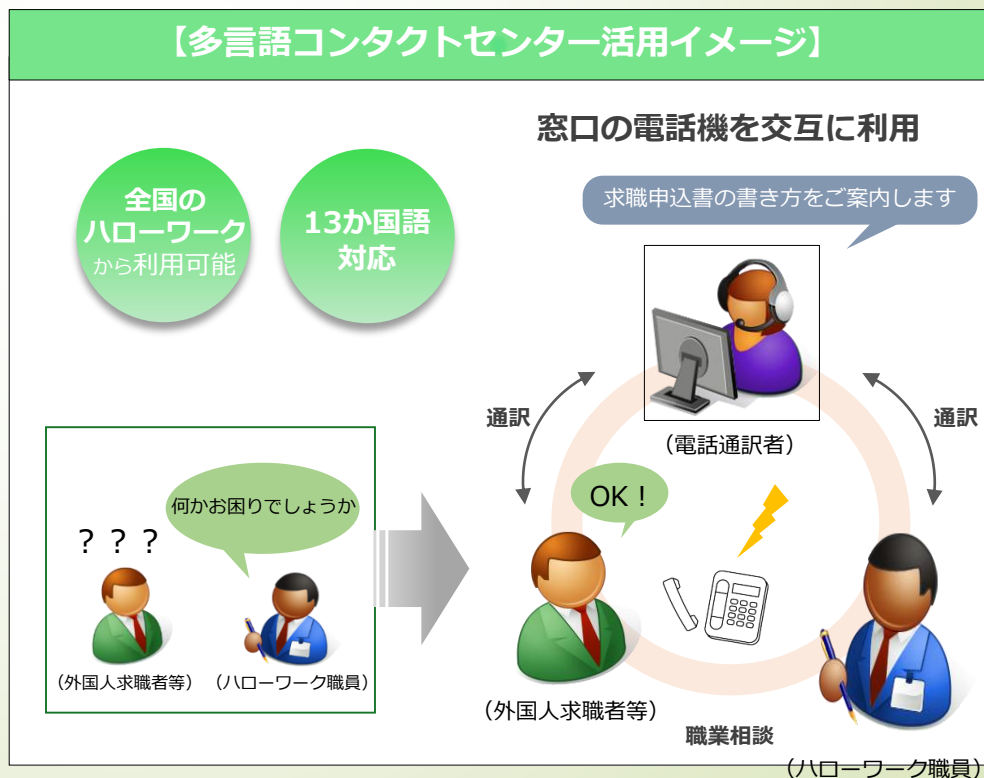 【多言語コンタクトセンター活用イメージ】
窓口の電話機を交互に利用
全国の
ハローワーク
から利用可能
13か国語
対応
求職申込書の書き方をご案内します
通訳
通訳
（電話通訳者）
何かお困りでしょうか
？？？
（外国人求職者等）
（ハローワーク職員）
OK！
（外国人求職者等）
職業相談
（ハローワーク職員）